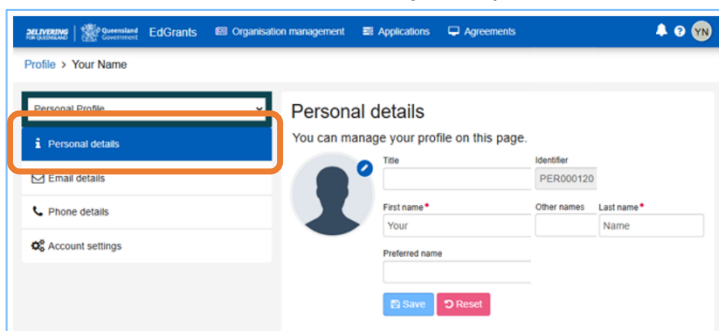 DELIVERING FOR QUEENSLAND Queensland Government EdGrants Organisation management Applications Agreements YN
Profile > Your Name
Personal Profile
Personal details
Email details
Phone details
Account settings
Personal details
You can manage your profile on this page.
Title Identifier
PER000120
First name * Other names Last name *
Your Name
Preferred name
Save Reset